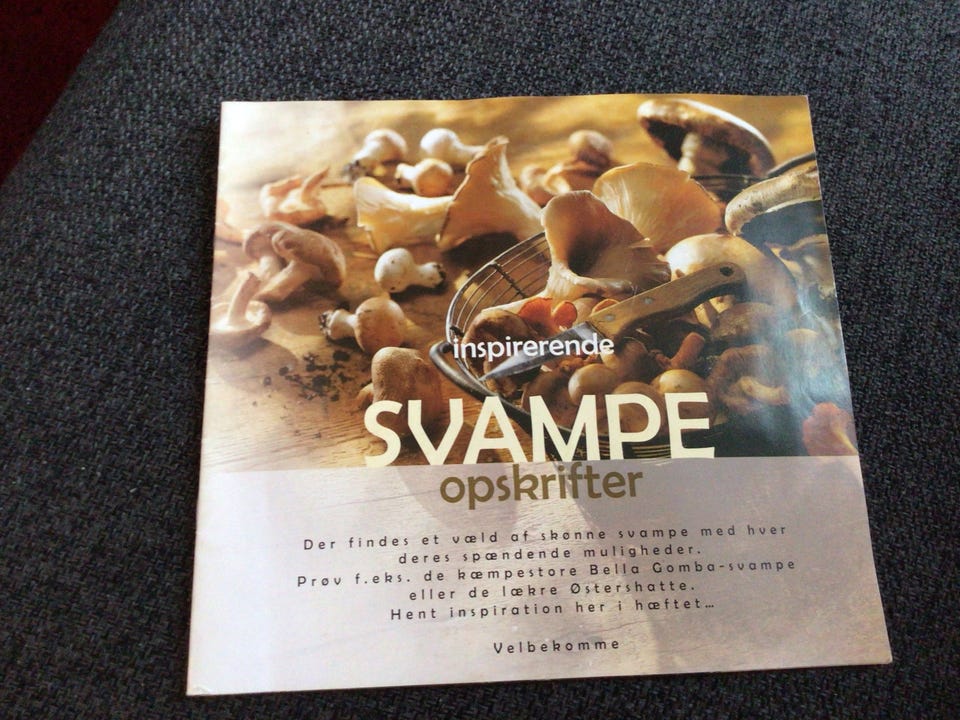 inspirerende
SVAMPE
opskrifter
Der findes et væld af skønne svampe med hver
deres spændende muligheder.
Prøv f.eks. de kæmpestore Bella Gomba-svampe
eller de lækre Østershatte.
Hent inspiration her i hæftet...
Velbekomme